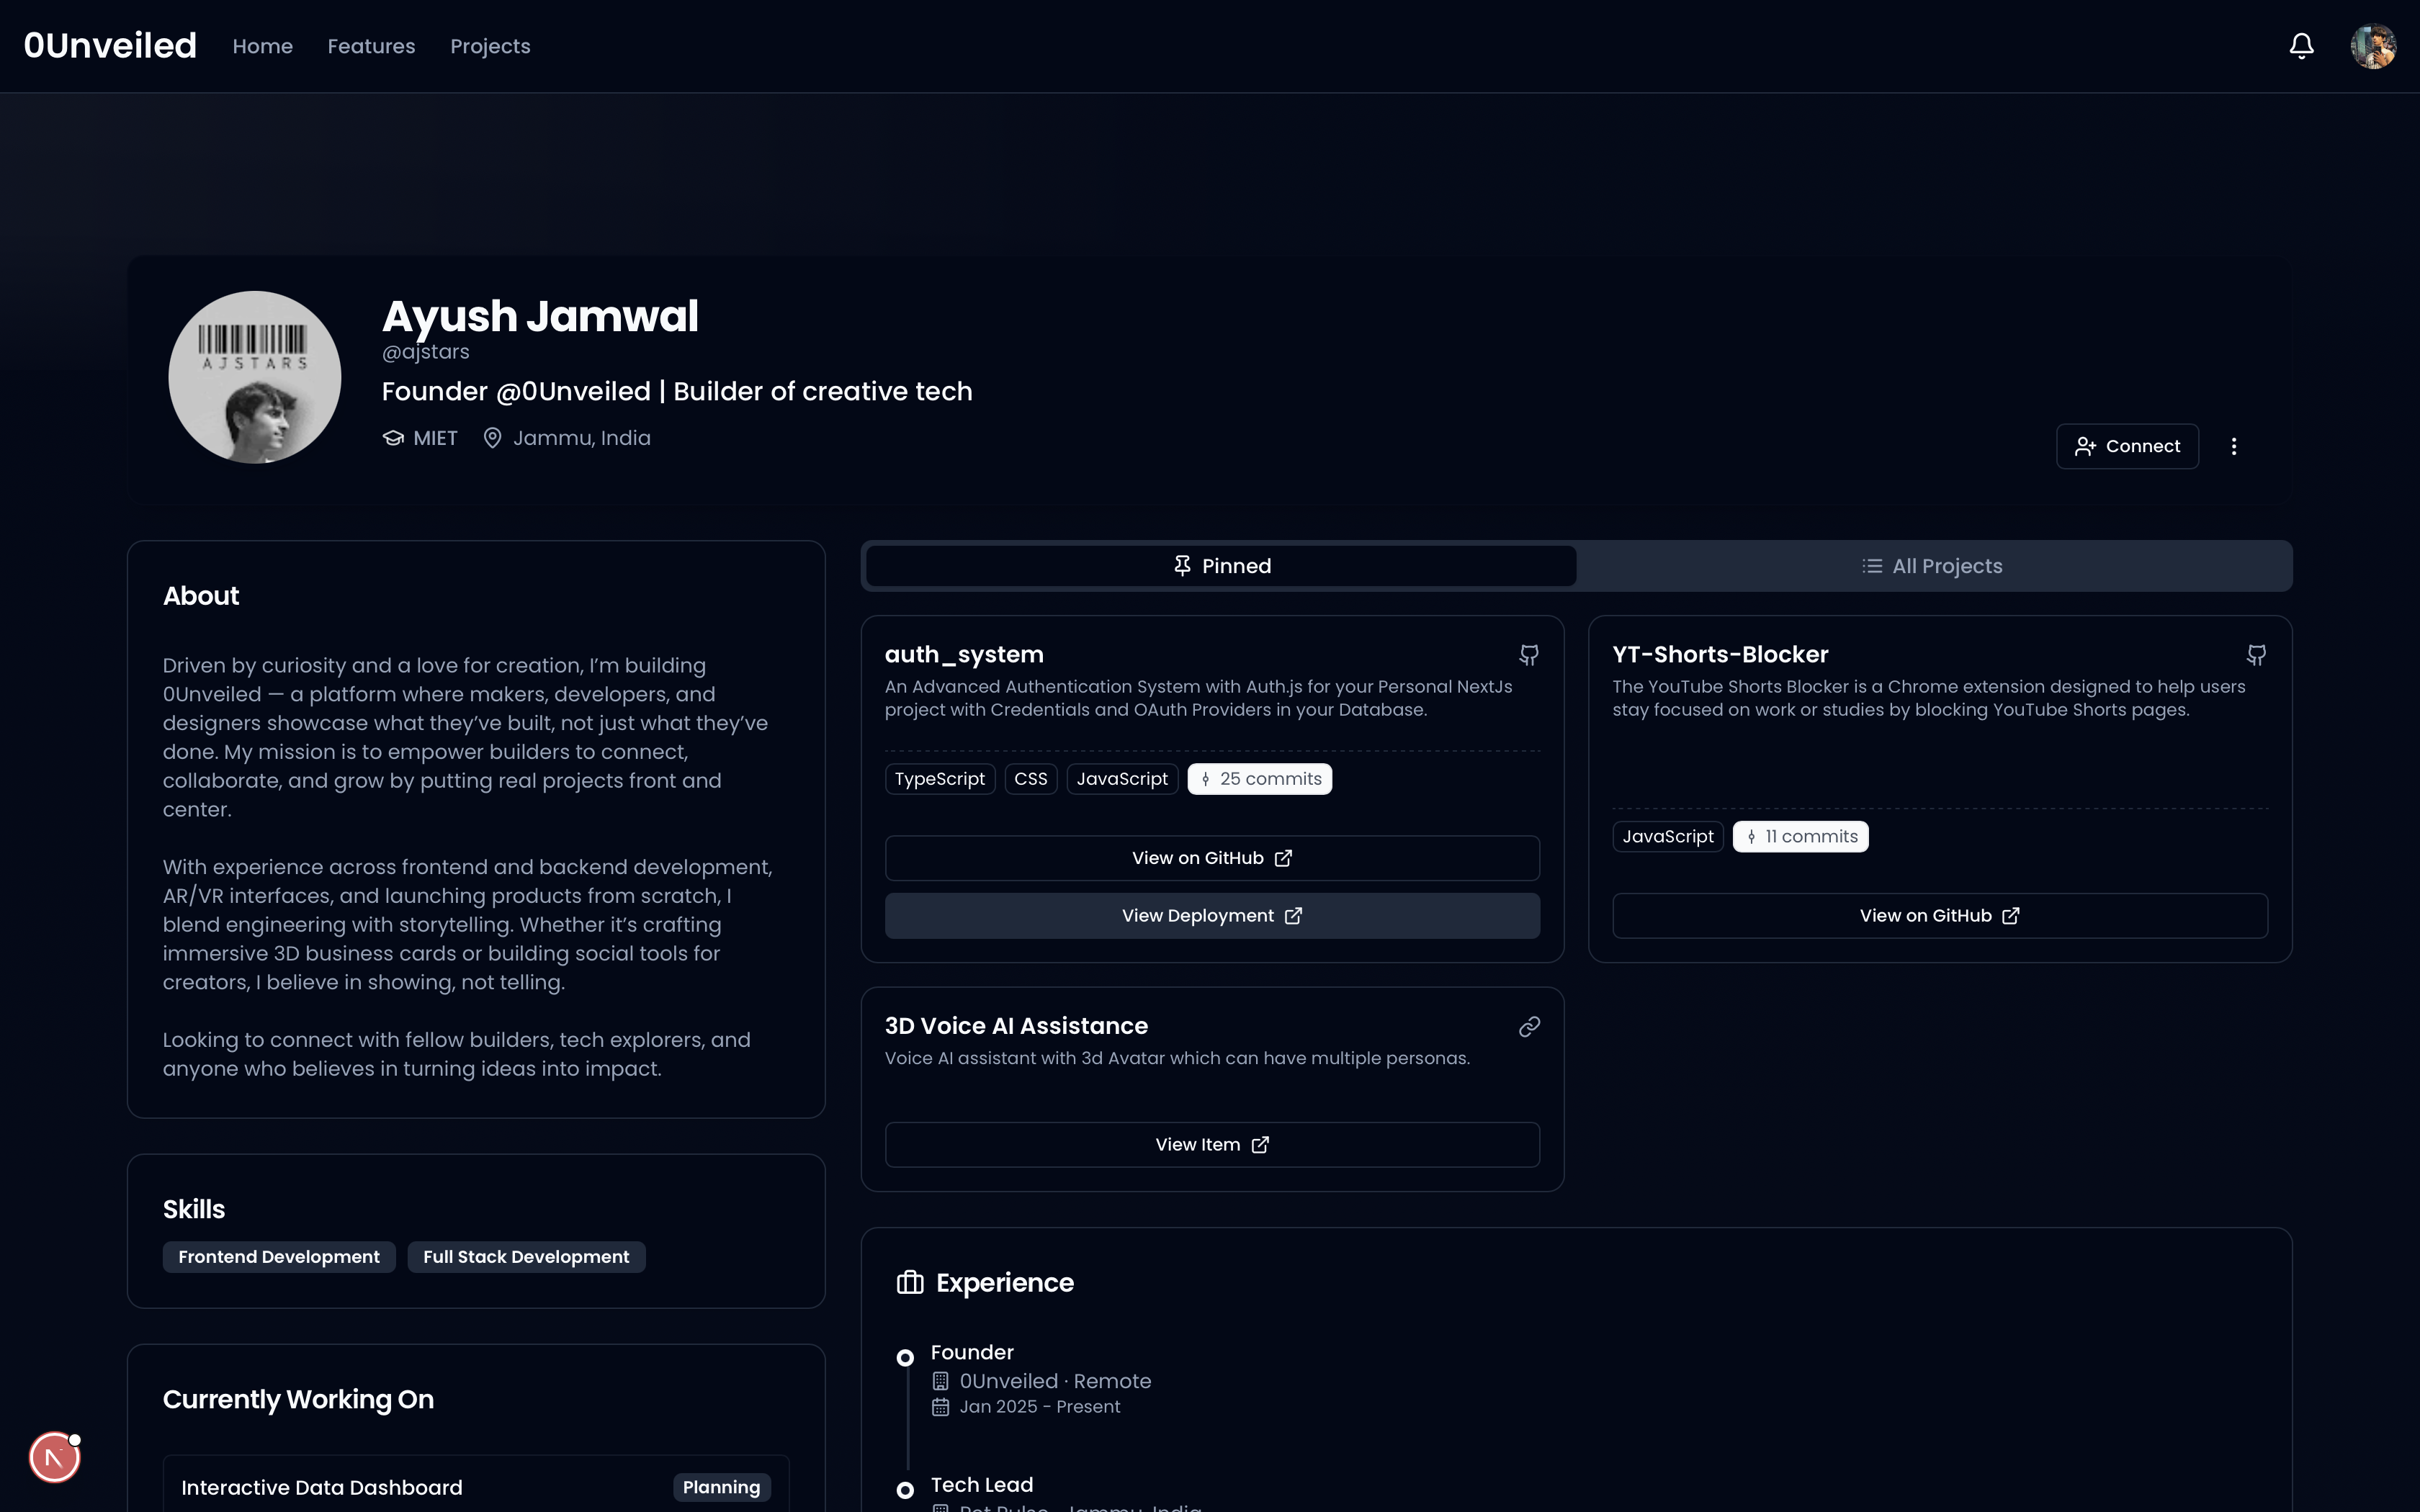 0Unveiled Home Features Projects
AJSTARS
Ayush Jamwal
@ajstars
Founder @0Unveiled | Builder of creative tech
MIET Jammu, India
Connect
About
Driven by curiosity and a love for creation, I’m building
0Unveiled — a platform where makers, developers, and
designers showcase what they’ve built, not just what they’ve
done. My mission is to empower builders to connect,
collaborate, and grow by putting real projects front and
center.
With experience across frontend and backend development,
AR/VR interfaces, and launching products from scratch, I
blend engineering with storytelling. Whether it’s crafting
immersive 3D business cards or building social tools for
creators, I believe in showing, not telling.
Looking to connect with fellow builders, tech explorers, and
anyone who believes in turning ideas into impact.
Skills
Frontend Development Full Stack Development
Currently Working On
Interactive Data Dashboard Planning
Pinned All Projects
auth_system
An Advanced Authentication System with Auth.js for your Personal NextJs
project with Credentials and OAuth Providers in your Database.
TypeScript CSS JavaScript 25 commits
View on GitHub
View Deployment
YT-Shorts-Blocker
The YouTube Shorts Blocker is a Chrome extension designed to help users
stay focused on work or studies by blocking YouTube Shorts pages.
JavaScript 11 commits
View on GitHub
3D Voice AI Assistance
Voice AI assistant with 3d Avatar which can have multiple personas.
View Item
Experience
Founder
0Unveiled · Remote
Jan 2025 - Present
Tech Lead
Pet Pulse · Jammu, India
N